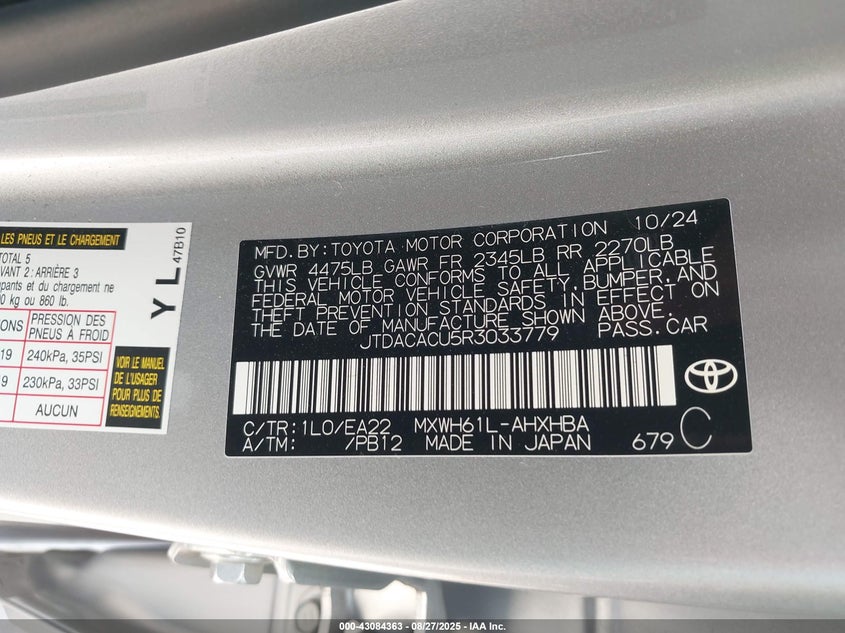 LES PNEUS ET LE CHARGEMENT
TOTAL 5
VANT 2 : ARRIÈRE 3
pants et du chargement ne
0 kg ou 860 lb.
ONS PRESSION DES PNEUS À FROID
19 240kPa, 35PSI
19 230kPa, 33PSI
AUCUN
VOIR LE MANUEL
DE L'USAGER
POUR PLUS DE
RENSEIGNEMENTS
YL
47B10
MFD. BY: TOYOTA MOTOR CORPORATION 10/24
GVWR 4475LB GAWR FR 2345LB RR 2270LB
THIS VEHICLE CONFORMS TO ALL APPLICABLE
FEDERAL MOTOR VEHICLE SAFETY, BUMPER, AND
THEFT PREVENTION STANDARDS IN EFFECT ON
THE DATE OF MANUFACTURE SHOWN ABOVE.
JTDACACU5R3033779 PASS. CAR
C/TR: 1L0/EA22 MXWH61L-AHXHBA
A/TM: /PB12 MADE IN JAPAN 679 C
000-43084363 - 08/27/2025 - IAA Inc.